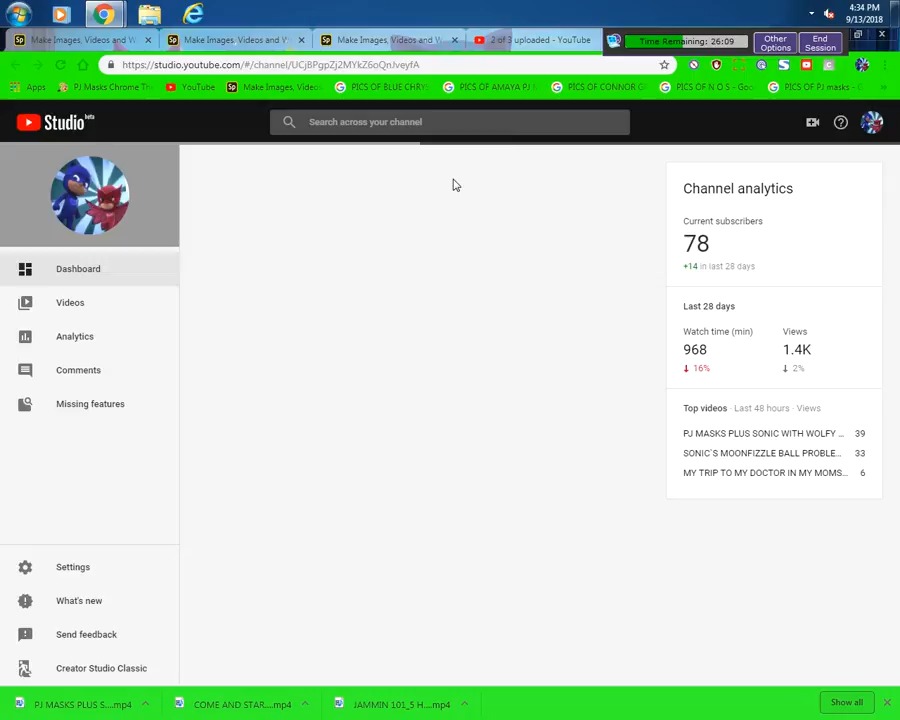 4:34 PM
9/13/2018
Make Images, Videos and W
Make Images, Videos and W
Make Images, Videos and W
2 of 3 uploaded - YouTube
Time Remaining: 26:09
Other Options
End Session
https://studio.youtube.com/#/channel/UCjBPgpZj2MYkZ6oQnJveyfA
Apps
PJ Masks Chrome The
YouTube
Make Images, Videos
PICS OF BLUE CHRY
PICS OF AMAYA PJ M
PICS OF CONNOR G
PICS OF N O S - Goo
PICS OF PJ masks - G
Studio beta
Search across your channel
Dashboard
Videos
Analytics
Comments
Missing features
Settings
What's new
Send feedback
Creator Studio Classic
Channel analytics
Current subscribers
78
+14 in last 28 days
Last 28 days
Watch time (min) Views
968 1.4K
16% 2%
Top videos · Last 48 hours · Views
PJ MASKS PLUS SONIC WITH WOLFY ... 39
SONIC`S MOONFIZZLE BALL PROBLE... 33
MY TRIP TO MY DOCTOR IN MY MOMS... 6
PJ MASKS PLUS S....mp4
COME AND STAR....mp4
JAMMIN 101_5 H....mp4
Show all